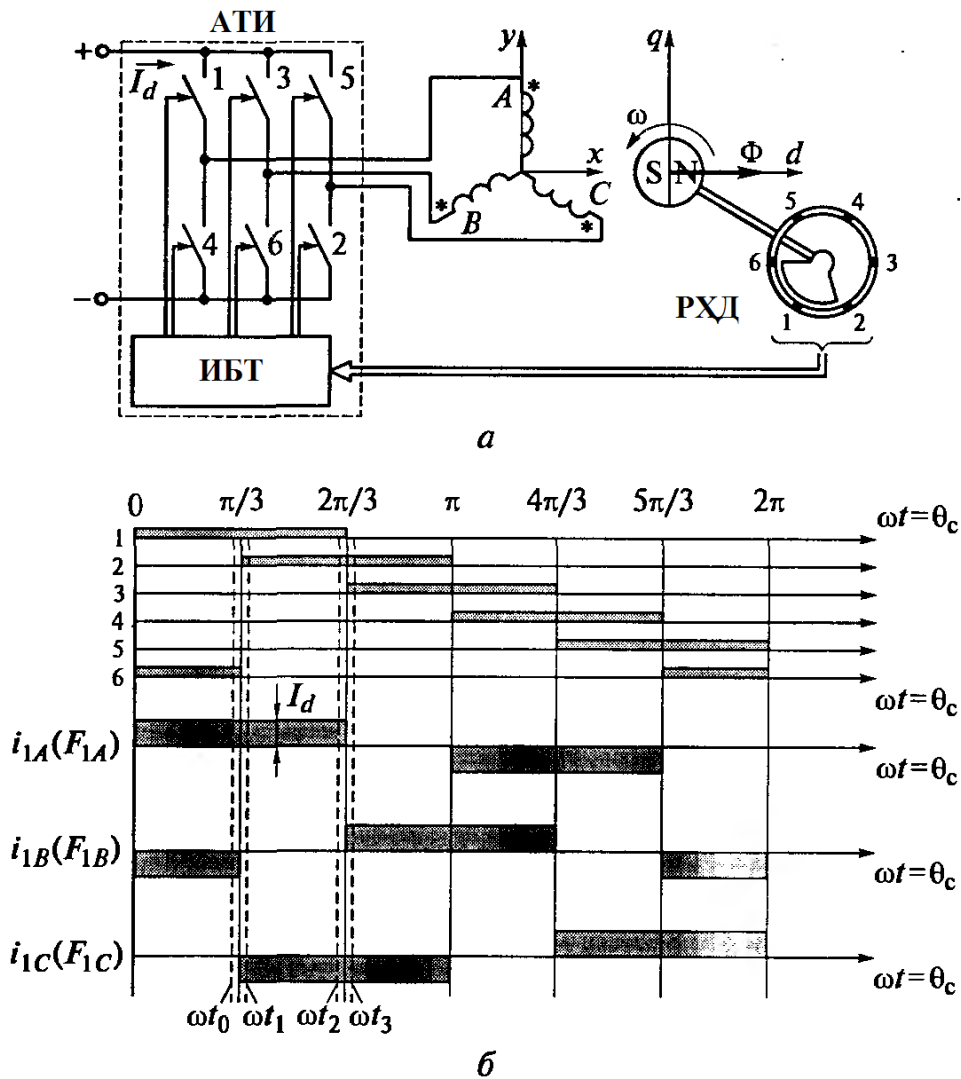 АТИ
+
I_d
1
3
5
4
6
2
−
ИБТ
y
A
*
x
*
B
C
*
q
ω
S N
Φ
d
5
4
6
3
1
2
РҲД
а
0 π/3 2π/3 π 4π/3 5π/3 2π
ωt=θ_c
1
2
3
4
5
6
ωt=θ_c
I_d
i_1A(F_1A)
ωt=θ_c
i_1B(F_1B)
ωt=θ_c
i_1C(F_1C)
ωt=θ_c
ωt_0 ωt_1 ωt_2 ωt_3
б